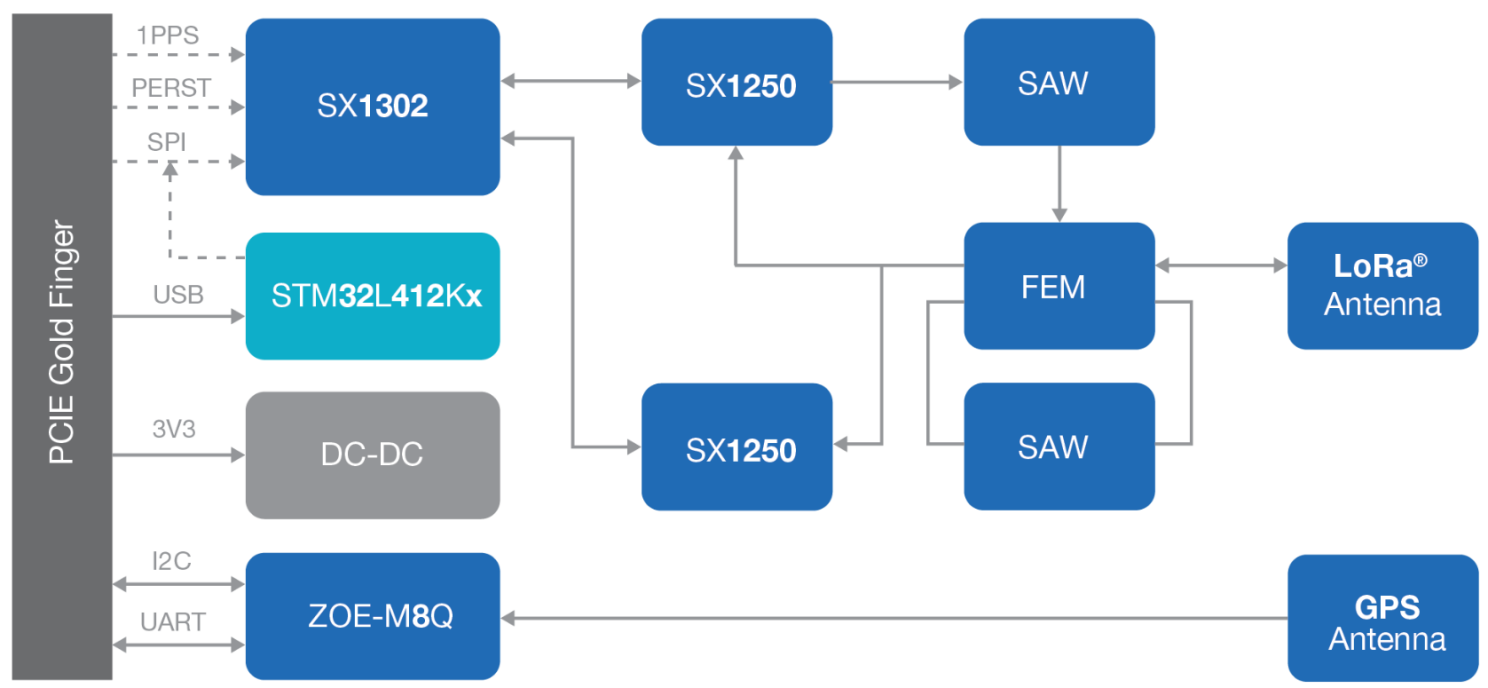 PCIE Gold Finger
1PPS
PERST
SPI
USB
3V3
I2C
UART
SX1302
STM32L412Kx
DC-DC
ZOE-M8Q
SX1250
SX1250
SAW
FEM
SAW
LoRa®
Antenna
GPS
Antenna